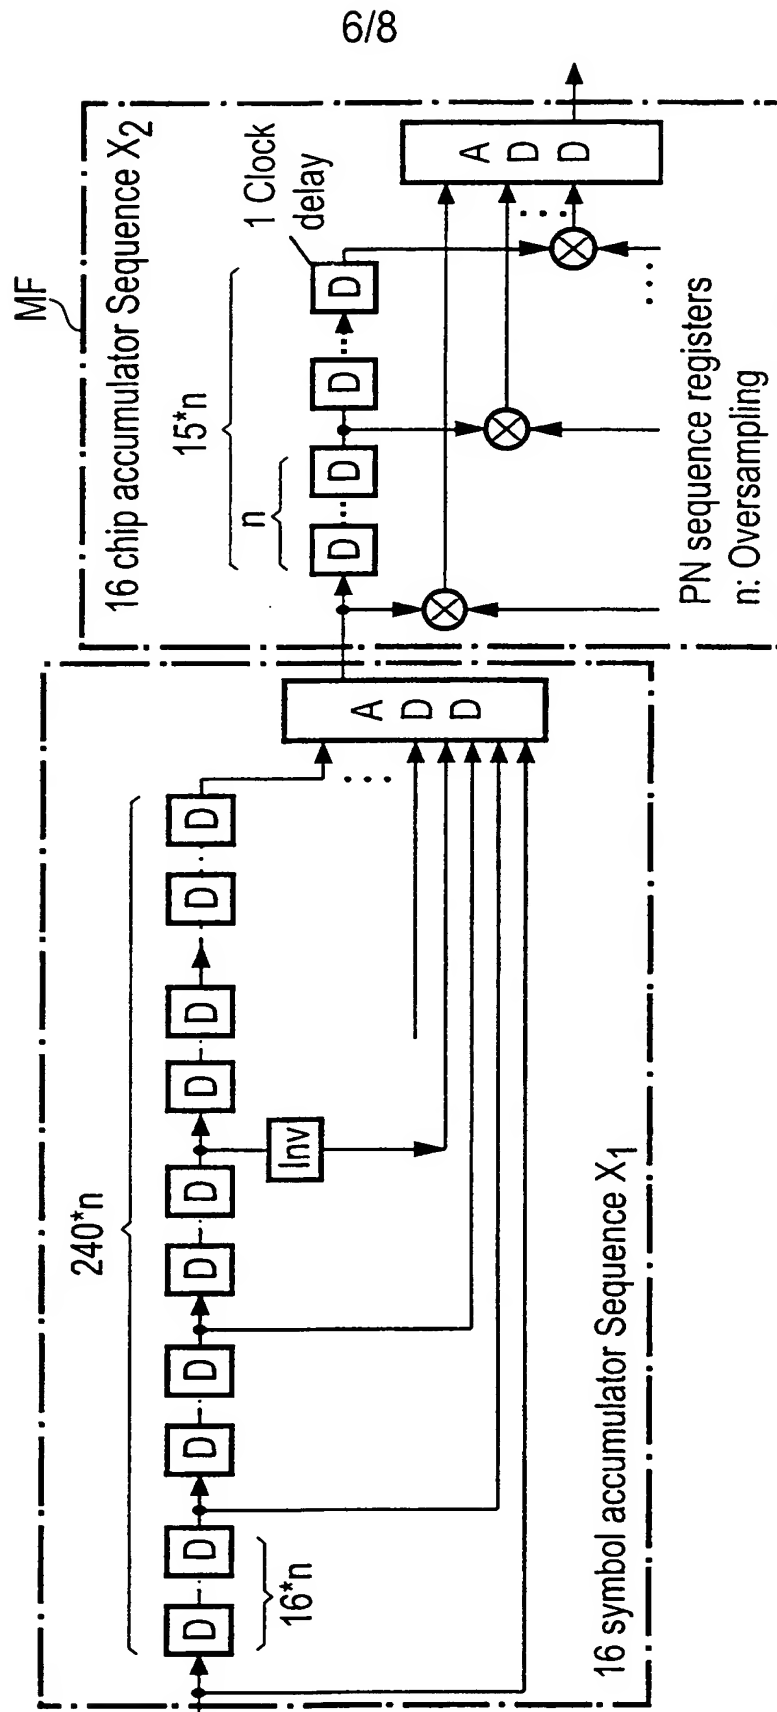 6/8
MF
16 chip accumulator Sequence X2
15*n
n
1 Clock
delay
D
D
D
D
A D D
PN sequence registers
n: Oversampling
240*n
16*n
D
D
D
D
D
D
D
D
D
D
Inv
A D D
16 symbol accumulator Sequence X1